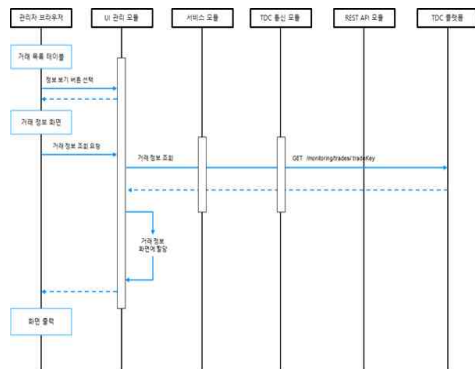 관리자 브라우저
UI 관리 모듈
서비스 모듈
TDC 통신 모듈
REST API 모듈
TDC 플랫폼
거래 목록 테이블
정보 보기 버튼 선택
거래 정보 화면
거래 정보 조회 요청
거래 정보 조회
GET /monitoring/trades/ tradeKey
거래 정보
화면에 할당
화면 출력